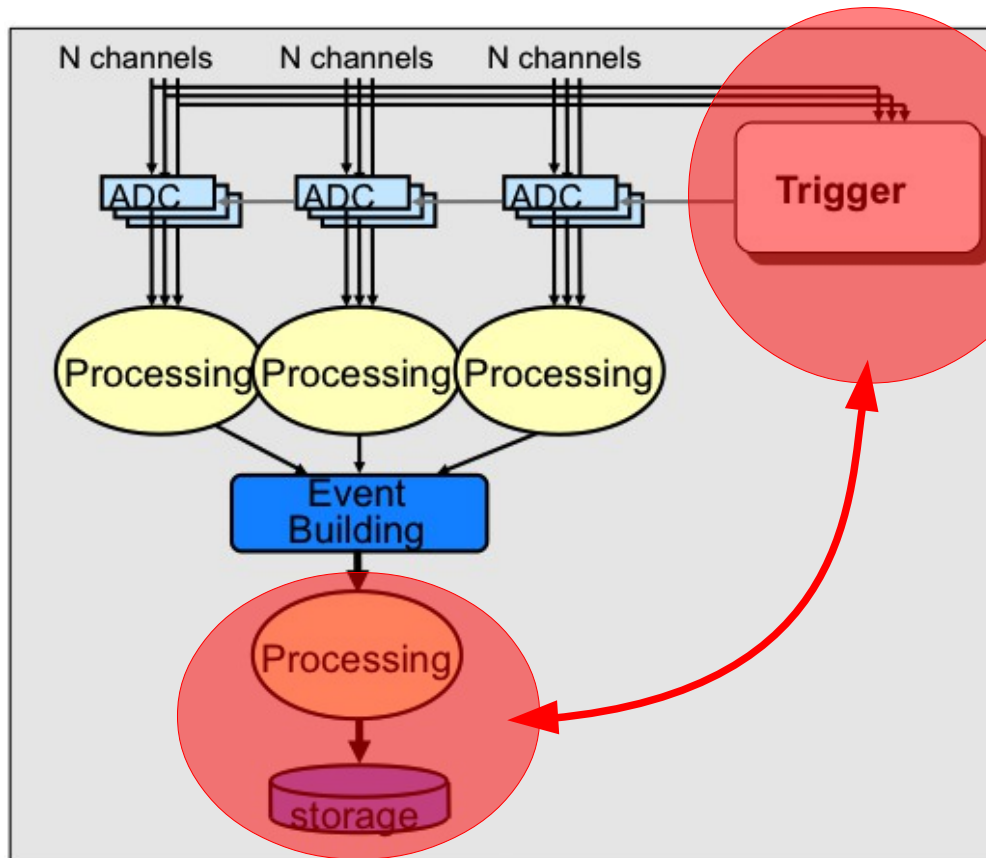 N channels
N channels
N channels
ADC
ADC
ADC
Trigger
Processing
Processing
Processing
Event
Building
Processing
storage